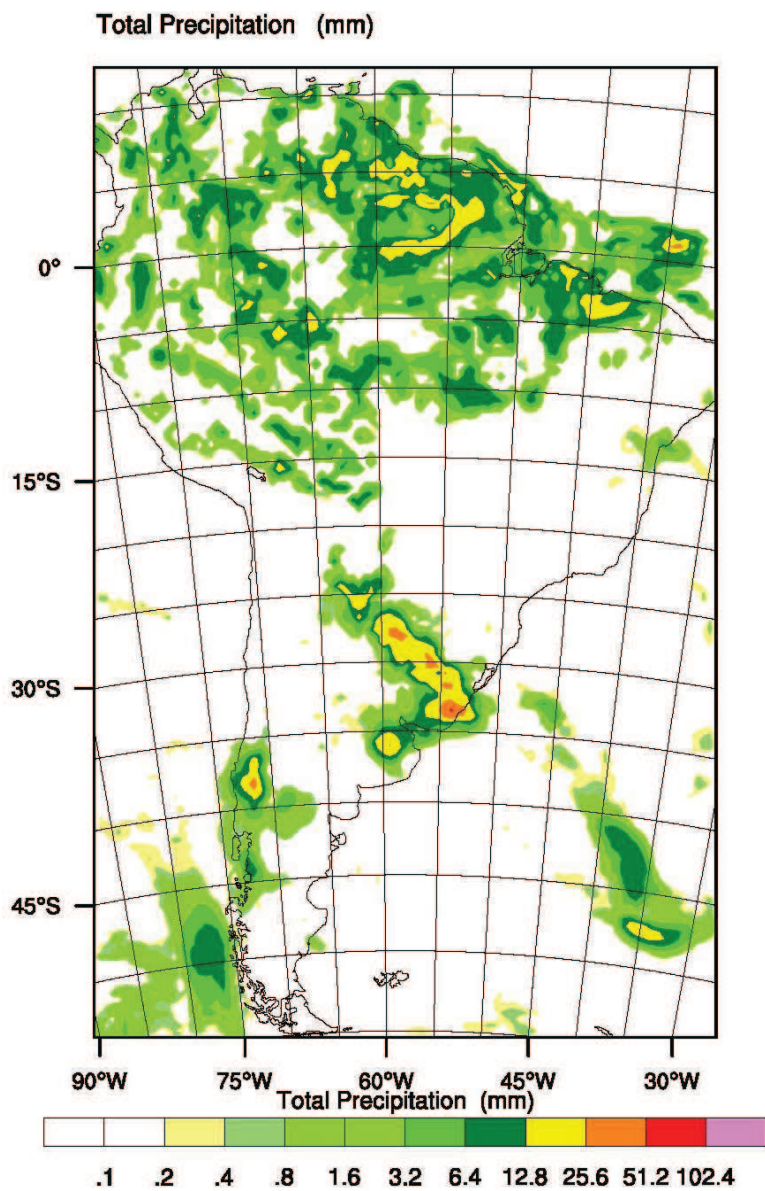 Total Precipitation (mm)
0°
15°S
30°S
45°S
90°W 75°W 60°W 45°W 30°W
Total Precipitation (mm)
.1 .2 .4 .8 1.6 3.2 6.4 12.8 25.6 51.2 102.4